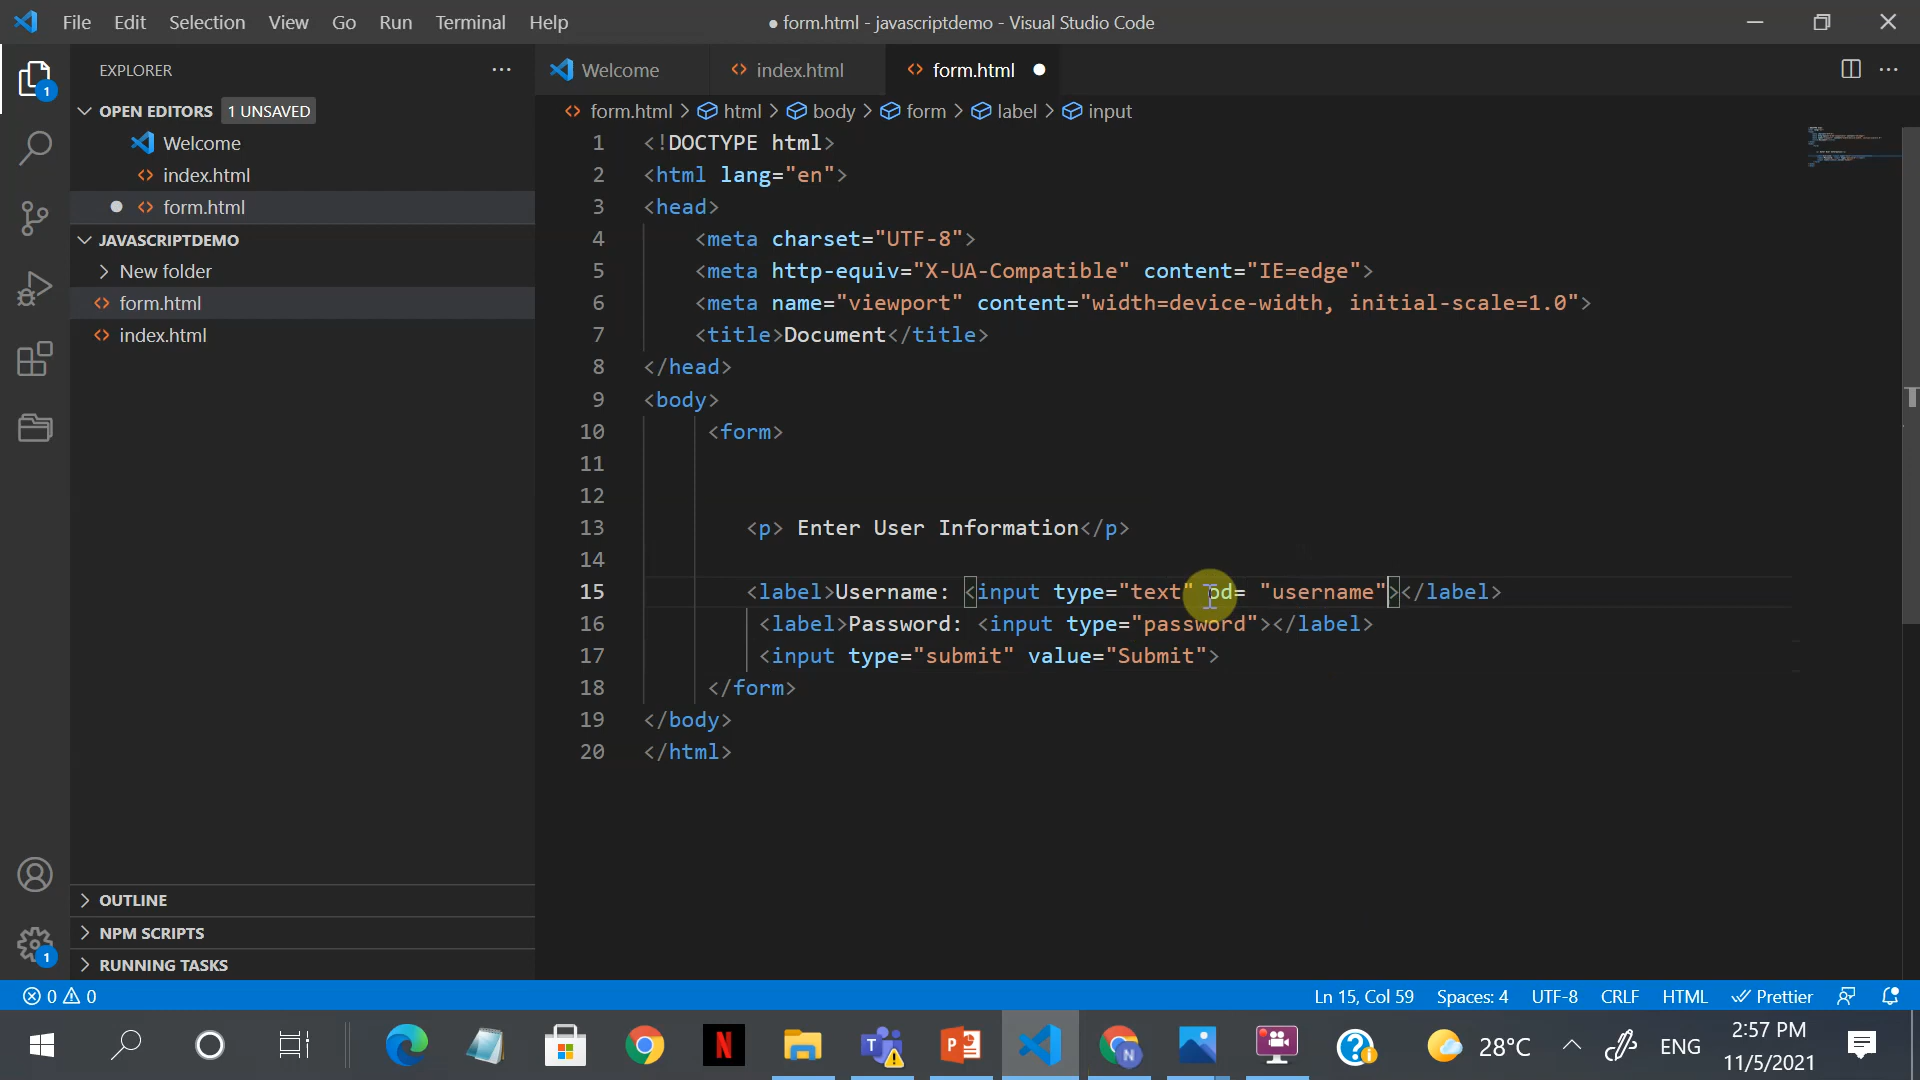 File Edit Selection View Go Run Terminal Help
● form.html - javascriptdemo - Visual Studio Code
EXPLORER
OPEN EDITORS 1 UNSAVED
Welcome
index.html
form.html
JAVASCRIPTDEMO
New folder
form.html
index.html
OUTLINE
NPM SCRIPTS
RUNNING TASKS
1
1
Welcome index.html form.html
form.html > html > body > form > label > input
1 <!DOCTYPE html>
2 <html lang="en">
3 <head>
4 <meta charset="UTF-8">
5 <meta http-equiv="X-UA-Compatible" content="IE=edge">
6 <meta name="viewport" content="width=device-width, initial-scale=1.0">
7 <title>Document</title>
8 </head>
9 <body>
10 <form>
11
12
13 <p> Enter User Information</p>
14
15 <label>Username: <input type="text" od= "username"></label>
16 <label>Password: <input type="password"></label>
17 <input type="submit" value="Submit">
18 </form>
19 </body>
20 </html>
0 0 Ln 15, Col 59 Spaces: 4 UTF-8 CRLF HTML Prettier
N T P N ? 28°C ENG 2:57 PM
11/5/2021